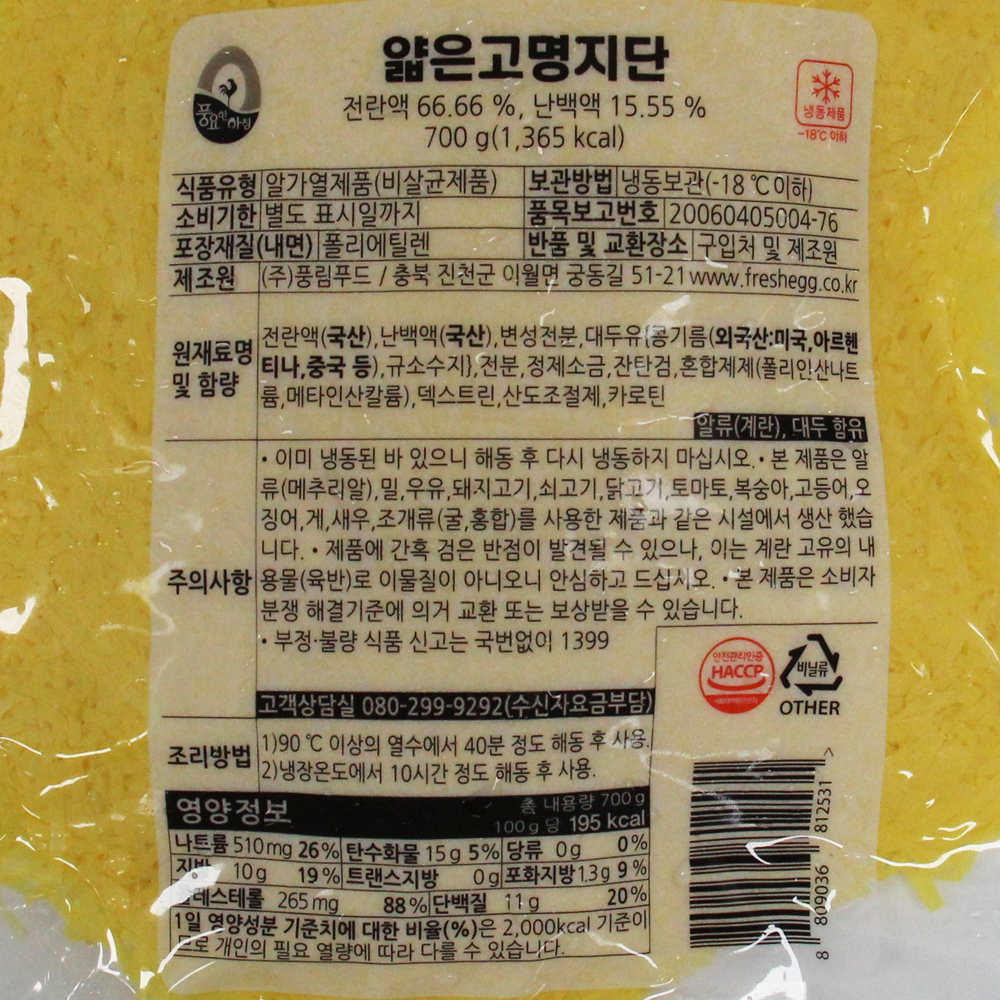 얇은고명지단
전란액 66.66 %, 난백액 15.55 %
700 g(1,365 kcal)
풍요한아침
냉동제품
-18℃ 이하
식품유형 알가열제품(비살균제품) 보관방법 냉동보관(-18 ℃ 이하)
소비기한 별도 표시일까지 품목보고번호 20060405004-76
포장재질(내면) 폴리에틸렌 반품 및 교환장소 구입처 및 제조원
제조원 (주)풍림푸드 / 충북 진천군 이월면 궁동길 51-21 www.freshegg.co.kr
원재료명 및 함량
전란액(국산),난백액(국산),변성전분,대두유{콩기름(외국산:미국,아르헨
티나,중국 등),규소수지},전분,정제소금,잔탄검,혼합제제(폴리인산나트
륨,메타인산칼륨),덱스트린,산도조절제,카로틴
알류(계란), 대두 함유
주의사항
• 이미 냉동된 바 있으니 해동 후 다시 냉동하지 마십시오. • 본 제품은 알
류(메추리알),밀,우유,돼지고기,쇠고기,닭고기,토마토,복숭아,고등어,오
징어,게,새우,조개류(굴,홍합)를 사용한 제품과 같은 시설에서 생산 했습
니다. • 제품에 간혹 검은 반점이 발견될 수 있으나, 이는 계란 고유의 내
용물(육반)로 이물질이 아니오니 안심하고 드십시오. • 본 제품은 소비자
분쟁 해결기준에 의거 교환 또는 보상받을 수 있습니다.
• 부정·불량 식품 신고는 국번없이 1399
고객상담실 080-299-9292(수신자요금부담)
안전관리인증
HACCP
비닐류
OTHER
조리방법
1)90 ℃ 이상의 열수에서 40분 정도 해동 후 사용.
2)냉장온도에서 10시간 정도 해동 후 사용.
영양정보
총 내용량 700 g
100 g 당 195 kcal
나트륨 510 mg 26% 탄수화물 15 g 5% 당류 0g 0%
지방 10 g 19 % 트랜스지방 0 g 포화지방 1.3 g 9 %
콜레스테롤 265 mg 88 % 단백질 11 g 20%
1일 영양성분 기준치에 대한 비율(%)은 2,000kcal 기준이
므로 개인의 필요 열량에 따라 다를 수 있습니다.
8 809036 812531 >